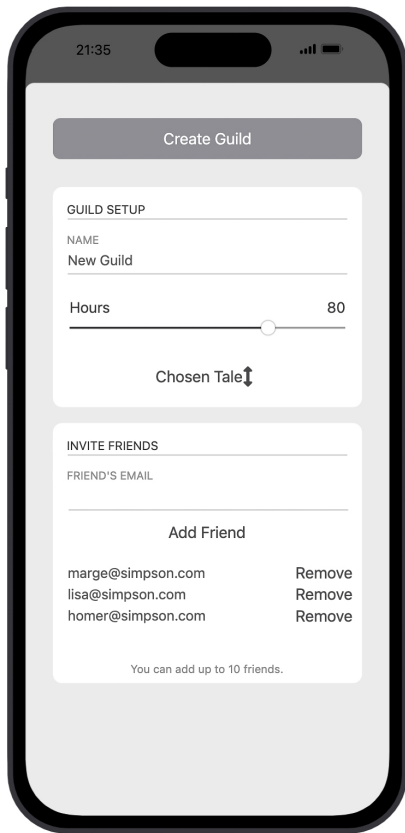 21:35
Create Guild
GUILD SETUP
NAME
New Guild
Hours 80
Chosen Tale
INVITE FRIENDS
FRIEND'S EMAIL
Add Friend
marge@simpson.com Remove
lisa@simpson.com Remove
homer@simpson.com Remove
You can add up to 10 friends.